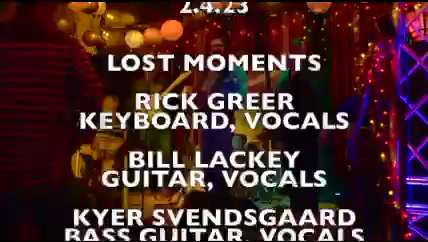 2.4.23
LOST MOMENTS
RICK GREER
KEYBOARD, VOCALS
BILL LACKEY
GUITAR, VOCALS
KYER SVENDSGAARD
BASS GUITAR, VOCALS